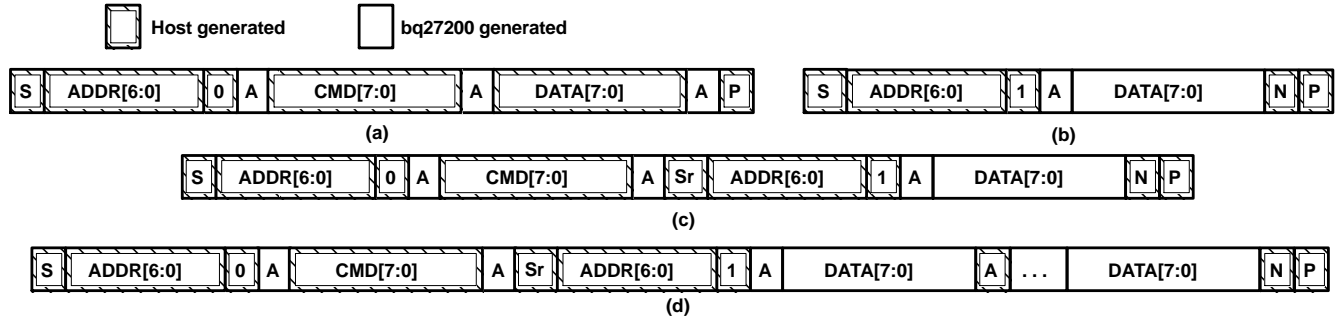 Host generated bq27200 generated
S ADDR[6:0] 0 A CMD[7:0] A DATA[7:0] A P S ADDR[6:0] 1 A DATA[7:0] N P
(a) (b)
S ADDR[6:0] 0 A CMD[7:0] A Sr ADDR[6:0] 1 A DATA[7:0] N P
(c)
S ADDR[6:0] 0 A CMD[7:0] A Sr ADDR[6:0] 1 A DATA[7:0] A . . . DATA[7:0] N P
(d)